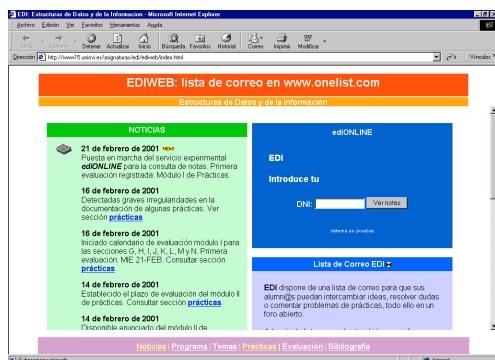 EDI: Estructuras de Datos y de la Informacion - Microsoft Internet Explorer
Archivo Edición Ver Favoritos Herramientas Ayuda
Atrás Adelante Detener Actualizar Inicio Búsqueda Favoritos Historial Correo Imprimir Modificar
Dirección http://www15.uniovi.es/asignaturas/edi/ediweb/index.html Ir Vínculos
EDIWEB: lista de correo en www.onelist.com
Estructuras de Datos y de la Información
NOTICIAS
21 de febrero de 2001 NEW!
Puesta en marcha del servicio experimental
ediONLINE para la consulta de notas. Primera
evaluación registrada: Módulo I de Prácticas.
16 de febrero de 2001
Detectadas graves irregularidades en la
documentación de algunas prácticas. Ver
sección prácticas.
16 de febrero de 2001
Iniciado calendario de evaluación módulo I para
las secciones G, H, I, J, K, L, M y N. Primera
evaluación: MIE 21-FEB. Consultar sección
prácticas.
14 de febrero de 2001
Establecido el plazo de evaluación del módulo II
de prácticas. Consultar sección prácticas.
14 de febrero de 2001
Disponible enunciado del módulo II de
ediONLINE
EDI
Introduce tu
DNI: Ver notas
sistema en pruebas
Lista de Correo EDI
EDI dispone de una lista de correo para que sus
alumn@s puedan intercambiar ideas, resolver dudas
o comentar problemas de prácticas, todo ello en un
foro abierto.
Noticias | Programa | Temas | Prácticas | Evaluación | Bibliografía
Internet